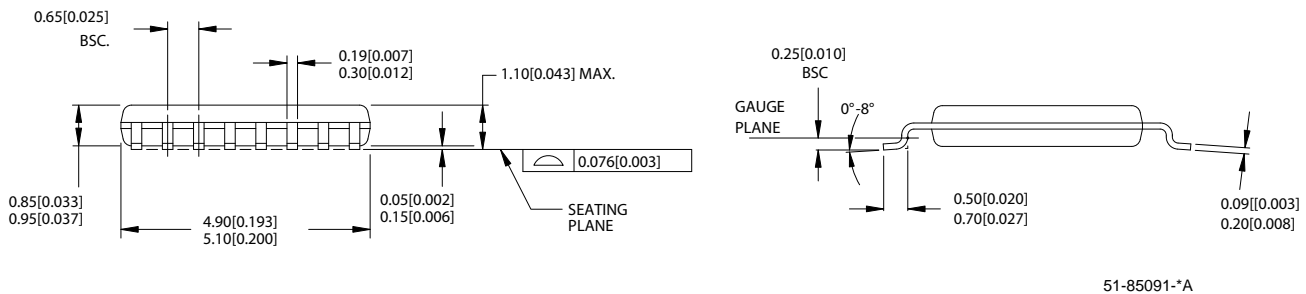 0.65[0.025]
BSC.
0.19[0.007]
0.30[0.012]
1.10[0.043] MAX.
0.076[0.003]
0.85[0.033]
0.95[0.037]
4.90[0.193]
5.10[0.200]
0.05[0.002]
0.15[0.006]
SEATING
PLANE
0.25[0.010]
BSC
GAUGE
PLANE
0°-8°
0.50[0.020]
0.70[0.027]
0.09[[0.003]
0.20[0.008]
51-85091-*A